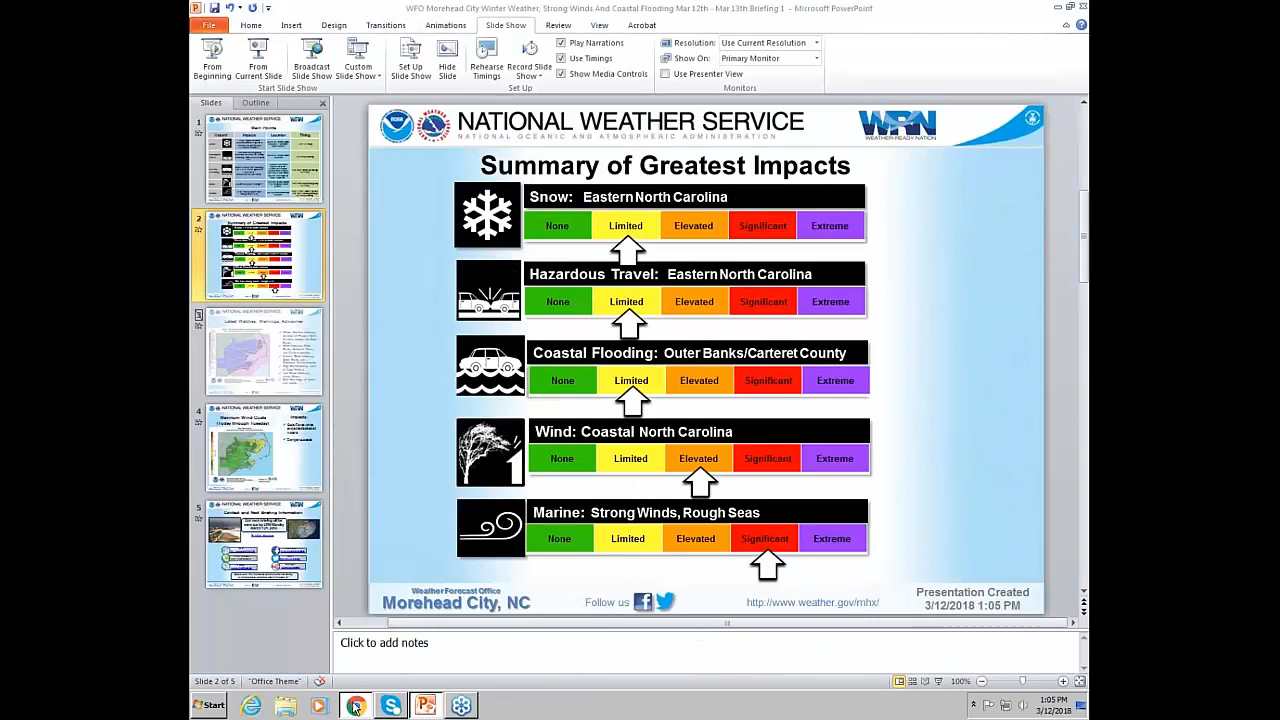 WFO Morehead City Winter Weather, Strong Winds And Coastal Flooding Mar 12th - Mar 13th Briefing 1 - Microsoft PowerPoint
File Home Insert Design Transitions Animations Slide Show Review View Acrobat
From Beginning
From Current Slide
Broadcast Slide Show
Custom Slide Show
Set Up Slide Show
Hide Slide
Rehearse Timings
Record Slide Show
Play Narrations
Use Timings
Show Media Controls
Resolution: Use Current Resolution
Show On: Primary Monitor
Use Presenter View
Start Slide Show Set Up Monitors
Slides Outline
1
2
3
4
5
NATIONAL WEATHER SERVICE
NATIONAL OCEANIC AND ATMOSPHERIC ADMINISTRATION
WRN
WEATHER-READY NATION
Summary of Greatest Impacts
Snow: Eastern North Carolina
None Limited Elevated Significant Extreme
Hazardous Travel: Eastern North Carolina
None Limited Elevated Significant Extreme
Coastal Flooding: Outer Banks/Carteret County
None Limited Elevated Significant Extreme
Wind: Coastal North Carolina
None Limited Elevated Significant Extreme
Marine: Strong Winds, Rough Seas
None Limited Elevated Significant Extreme
Weather Forecast Office
Morehead City, NC
Follow us
http://www.weather.gov/mhx/
Presentation Created
3/12/2018 1:05 PM
Click to add notes
Slide 2 of 5 "Office Theme" 100%
Start
1:05 PM
3/12/2018